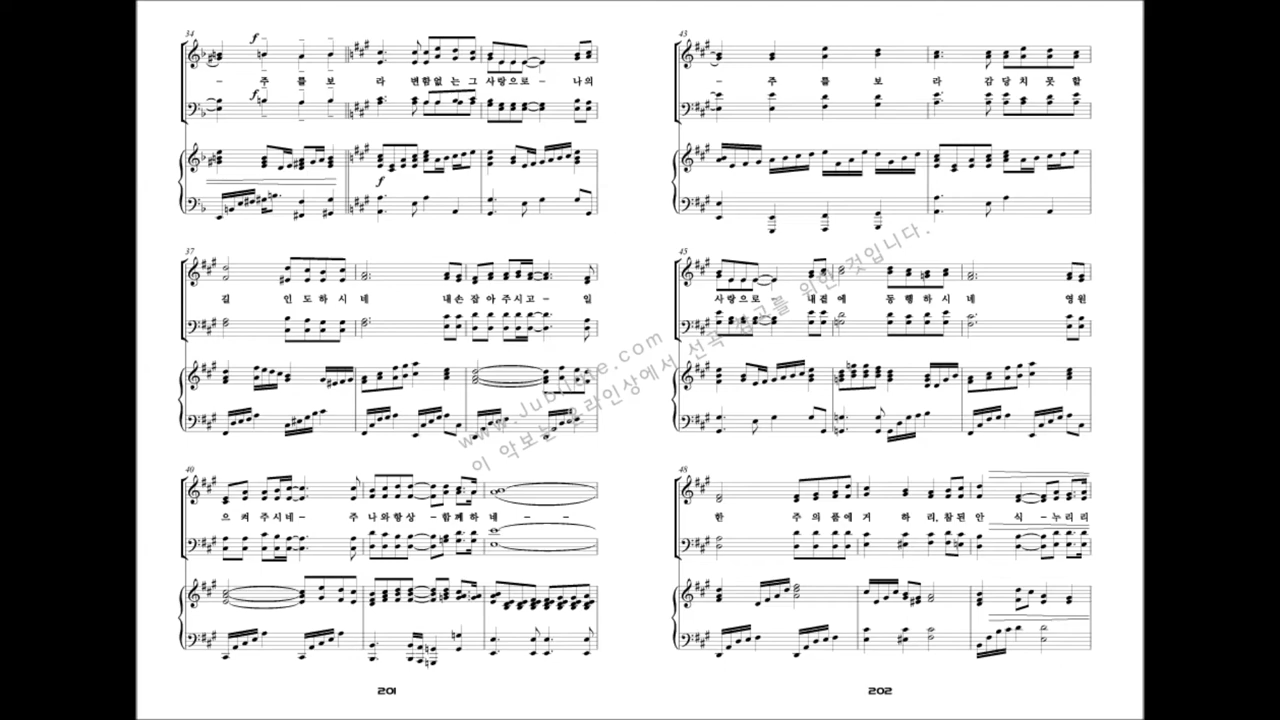 34
f
- 주 를 보 라 변함없 는 그 사랑으로 - 나의
f
f
37
길 인 도 하 시 네 내손 잡 아 주시고 - 일
40
으 켜 주시네 - 주 나와항상 - 함께하 네 - -
201
43
- 주 를 보 라 감 당 치 못 할
45
사랑으로 - 내집 에 동 행 하 시 네 영원
48
한 주 의 품에 거 하 리. 참된 안 식 - 누리리
202
www.Jubilate.com
이 악보는 온라인상에서 선곡 참고를 위한 것입니다.